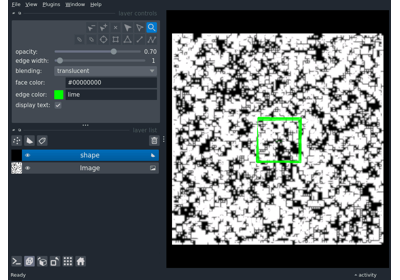 File View Plugins Window Help
layer controls
opacity: 0.70
edge width: 1
blending: translucent
face color: #00000000
edge color: lime
display text:
layer list
shape
Image
Ready
activity